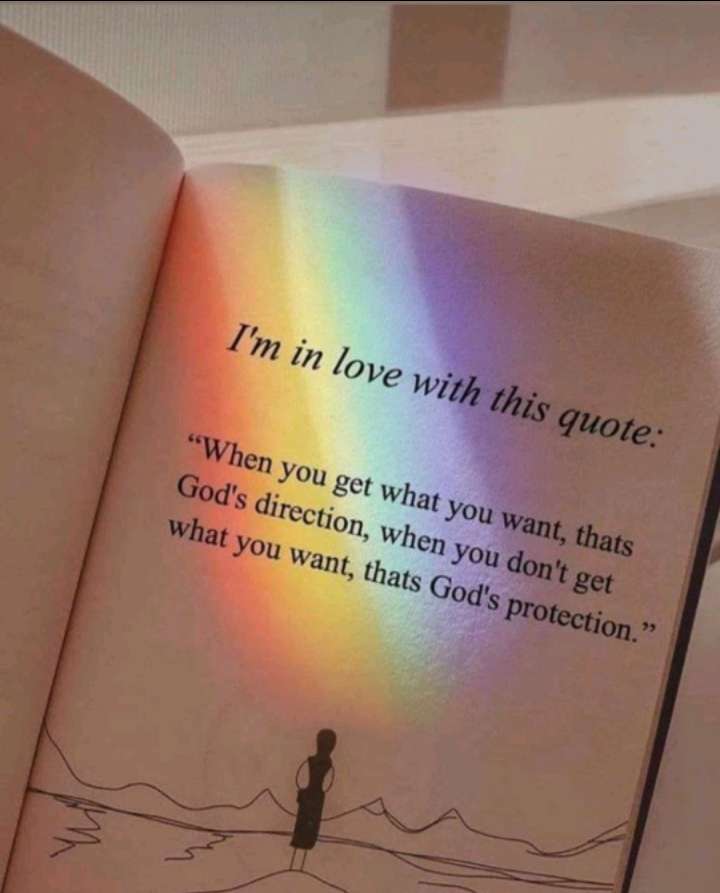 I'm in love with this quote:
“When you get what you want, thats
God's direction, when you don't get
what you want, thats God's protection.”